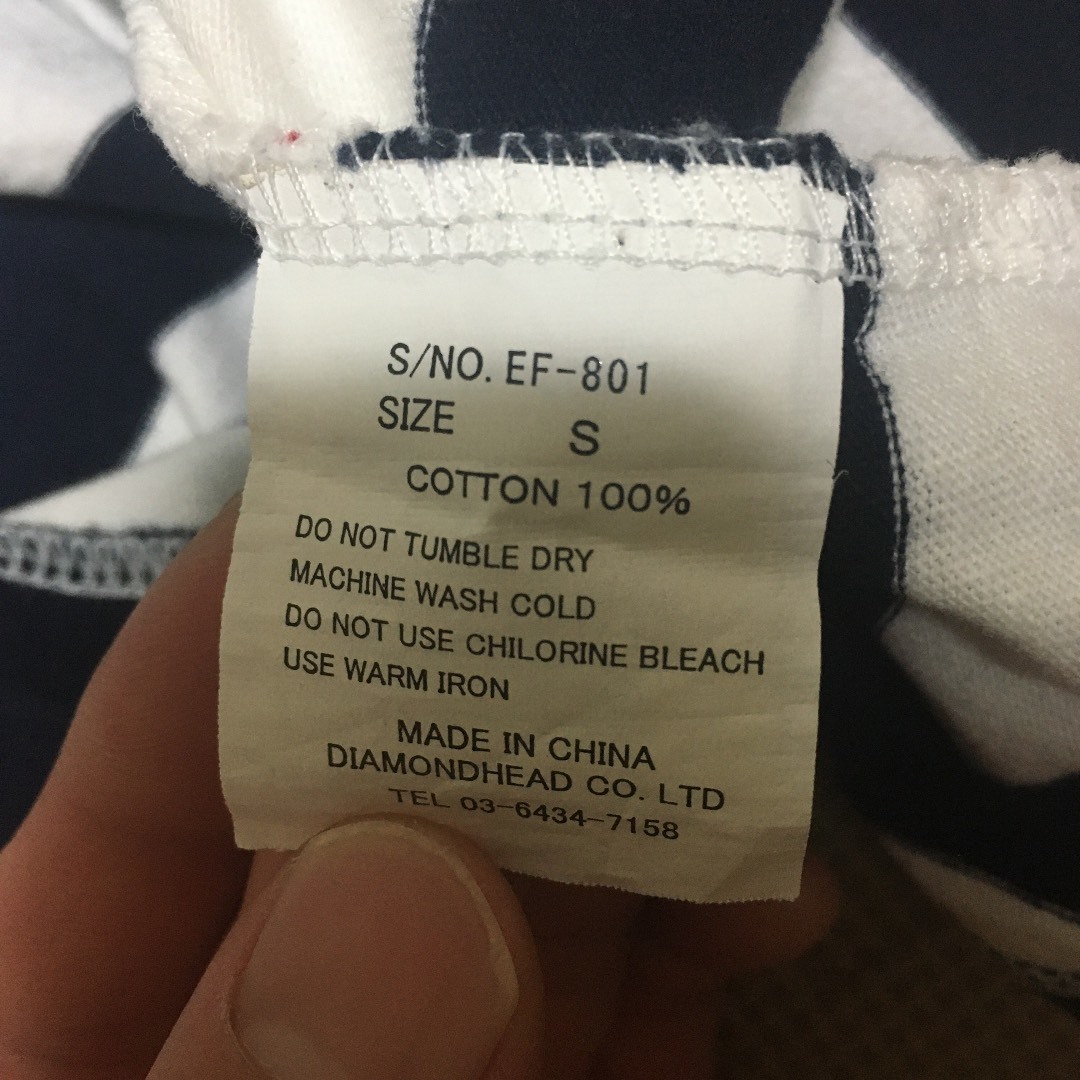 S/NO. EF-801
SIZE S
COTTON 100%
DO NOT TUMBLE DRY
MACHINE WASH COLD
DO NOT USE CHILORINE BLEACH
USE WARM IRON
MADE IN CHINA
DIAMONDHEAD CO. LTD
TEL 03-6434-7158